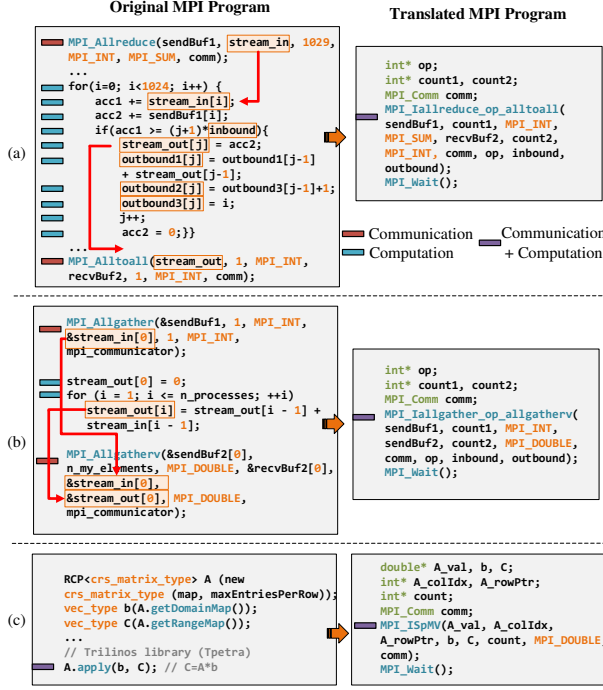 Original MPI Program
Translated MPI Program
(a)
MPI_Allreduce(sendBuf1, stream_in, 1029,
MPI_INT, MPI_SUM, comm);
...
for(i=0; i<1024; i++) {
acc1 += stream_in[i];
acc2 += sendBuf1[i];
if(acc1 >= (j+1)*inbound){
stream_out[j] = acc2;
outbound1[j] = outbound1[j-1]
+ stream_out[j-1];
outbound2[j] = outbound3[j-1]+1;
outbound3[j] = i;
j++;
acc2 = 0;}}
...
MPI_Alltoall(stream_out, 1, MPI_INT,
recvBuf2, 1, MPI_INT, comm);
int* op;
int* count1, count2;
MPI_Comm comm;
MPI_Iallreduce_op_alltoall(
sendBuf1, count1, MPI_INT,
MPI_SUM, recvBuf2, count2,
MPI_INT, comm, op, inbound,
outbound);
MPI_Wait();
Communication
Computation
Communication
+ Computation
(b)
MPI_Allgather(&sendBuf1, 1, MPI_INT,
&stream_in[0], 1, MPI_INT,
mpi_communicator);
stream_out[0] = 0;
for (i = 1; i <= n_processes; ++i)
stream_out[i] = stream_out[i - 1] +
stream_in[i - 1];
MPI_Allgatherv(&sendBuf2[0],
n_my_elements, MPI_DOUBLE, &recvBuf2[0],
&stream_in[0],
&stream_out[0], MPI_DOUBLE,
mpi_communicator);
int* op;
int* count1, count2;
MPI_Comm comm;
MPI_Iallgather_op_allgatherv(
sendBuf1, count1, MPI_INT,
sendBuf2, count2, MPI_DOUBLE,
comm, op, inbound, outbound);
MPI_Wait();
(c)
RCP<crs_matrix_type> A (new
crs_matrix_type (map, maxEntriesPerRow));
vec_type b(A.getDomainMap());
vec_type C(A.getRangeMap());
...
// Trilinos library (Tpetra)
A.apply(b, C); // C=A*b
double* A_val, b, C;
int* A_colIdx, A_rowPtr;
int* count;
MPI_Comm comm;
MPI_ISpMV(A_val, A_colIdx,
A_rowPtr, b, C, count, MPI_DOUBLE,
comm);
MPI_Wait();